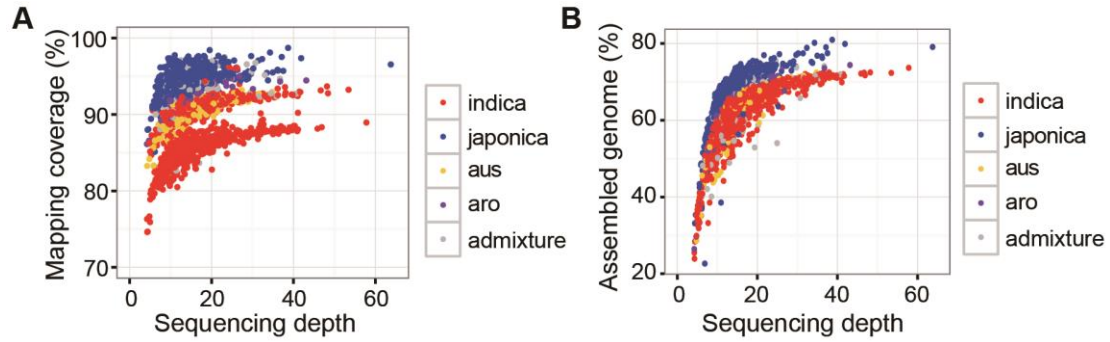 A
Mapping coverage (%)
100
90
80
70
0
20
40
60
Sequencing depth
indica
japonica
aus
aro
admixture
B
Assembled genome (%)
80
60
40
20
0
20
40
60
Sequencing depth
indica
japonica
aus
aro
admixture